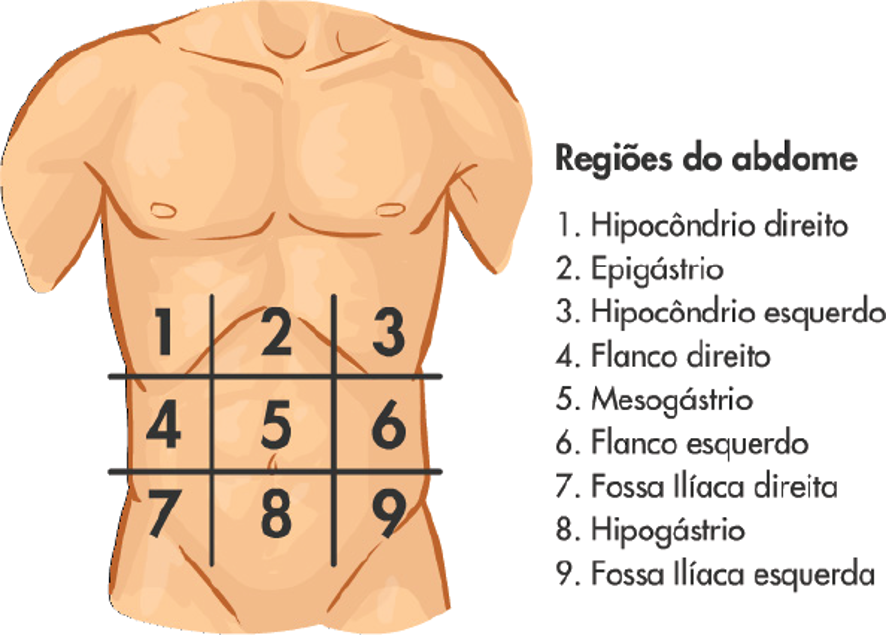 1 2 3
4 5 6
7 8 9
Regiões do abdome
1. Hipocôndrio direito
2. Epigástrio
3. Hipocôndrio esquerdo
4. Flanco direito
5. Mesogástrio
6. Flanco esquerdo
7. Fossa Ilíaca direita
8. Hipogástrio
9. Fossa Ilíaca esquerda